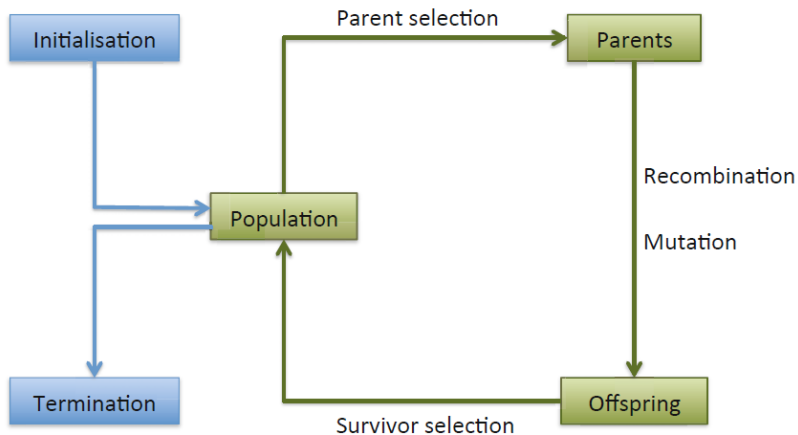 Parent selection
Initialisation
Parents
Recombination
Population
Mutation
Termination
Offspring
Survivor selection